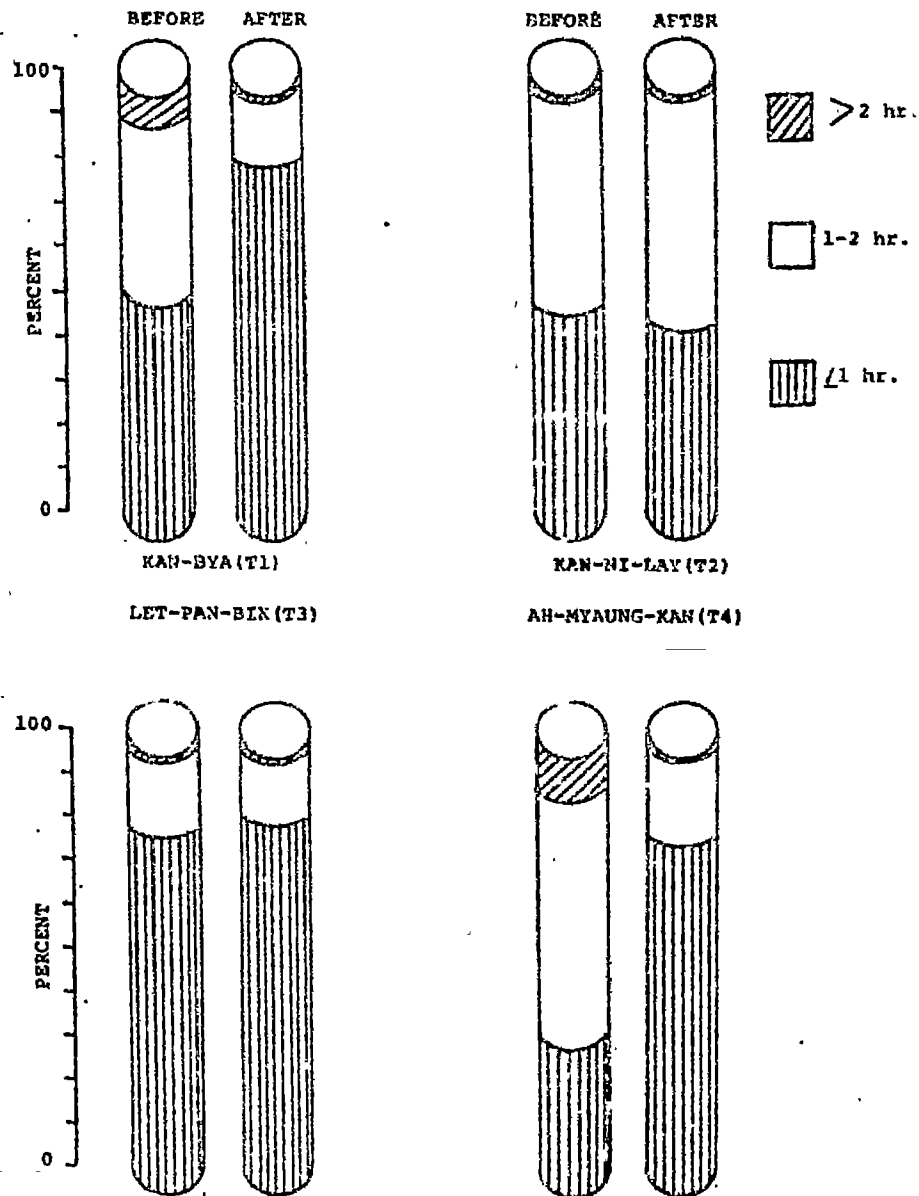 BEFORE AFTER BEFORE AFTER
100
> 2 hr.
1-2 hr.
PERCENT
∠1 hr.
0
KAN-BYA(T1) KAN-NI-LAY(T2)
LET-PAN-BIN(T3) AH-MYAUNG-KAN(T4)
100
PERCENT
0